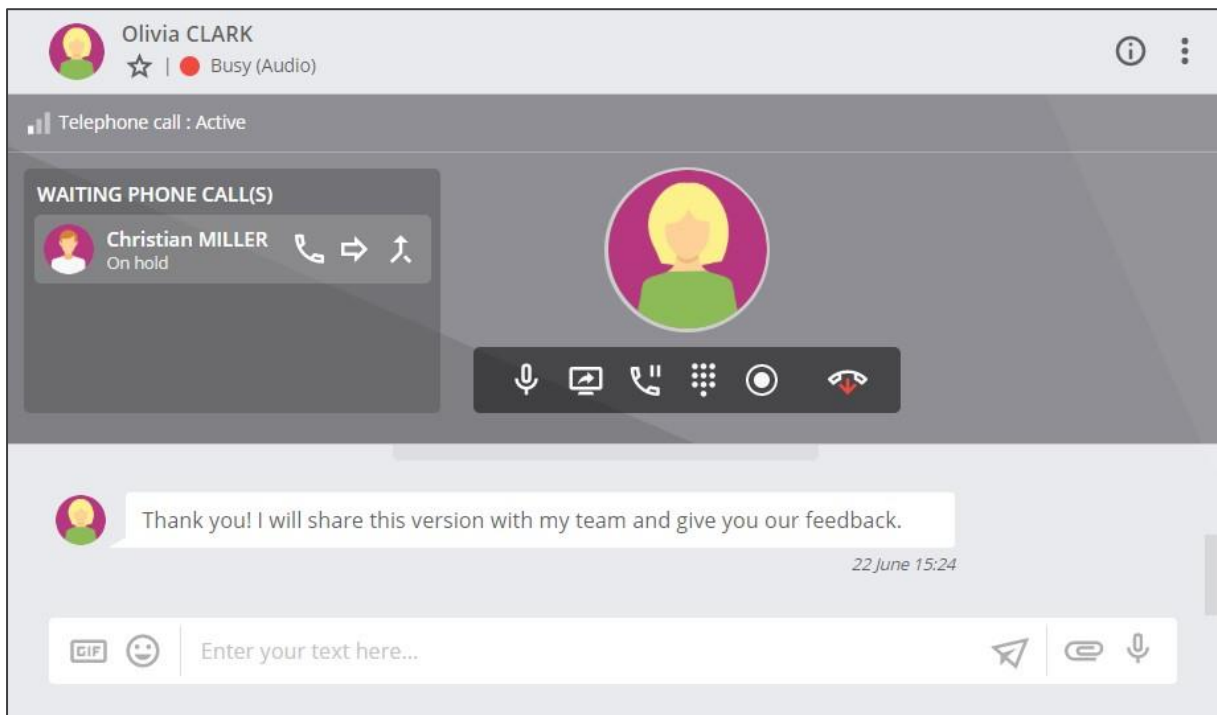 Olivia CLARK
| Busy (Audio)
Telephone call : Active
WAITING PHONE CALL(S)
Christian MILLER
On hold
Thank you! I will share this version with my team and give you our feedback.
22 June 15:24
GIF
Enter your text here...